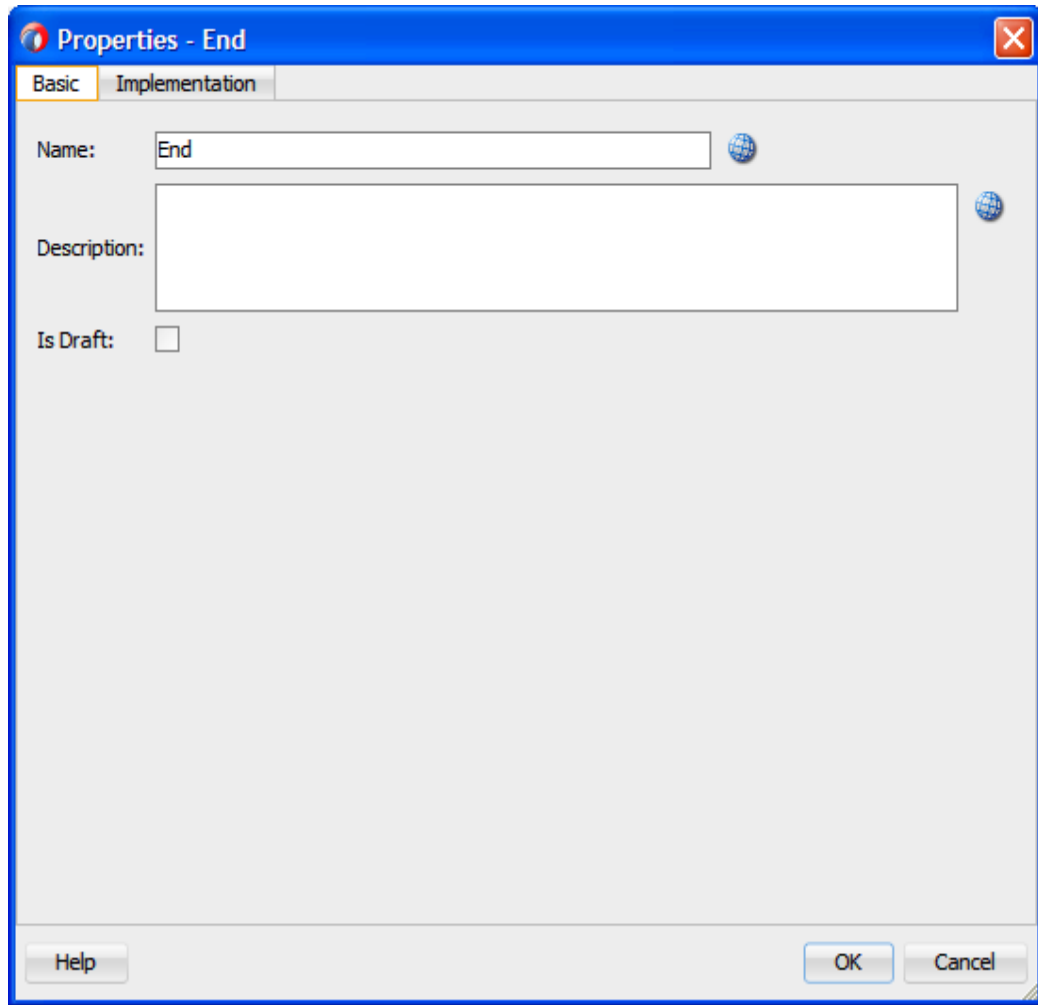 Properties - End
Basic Implementation
Name: End
Description:
Is Draft:
Help OK Cancel